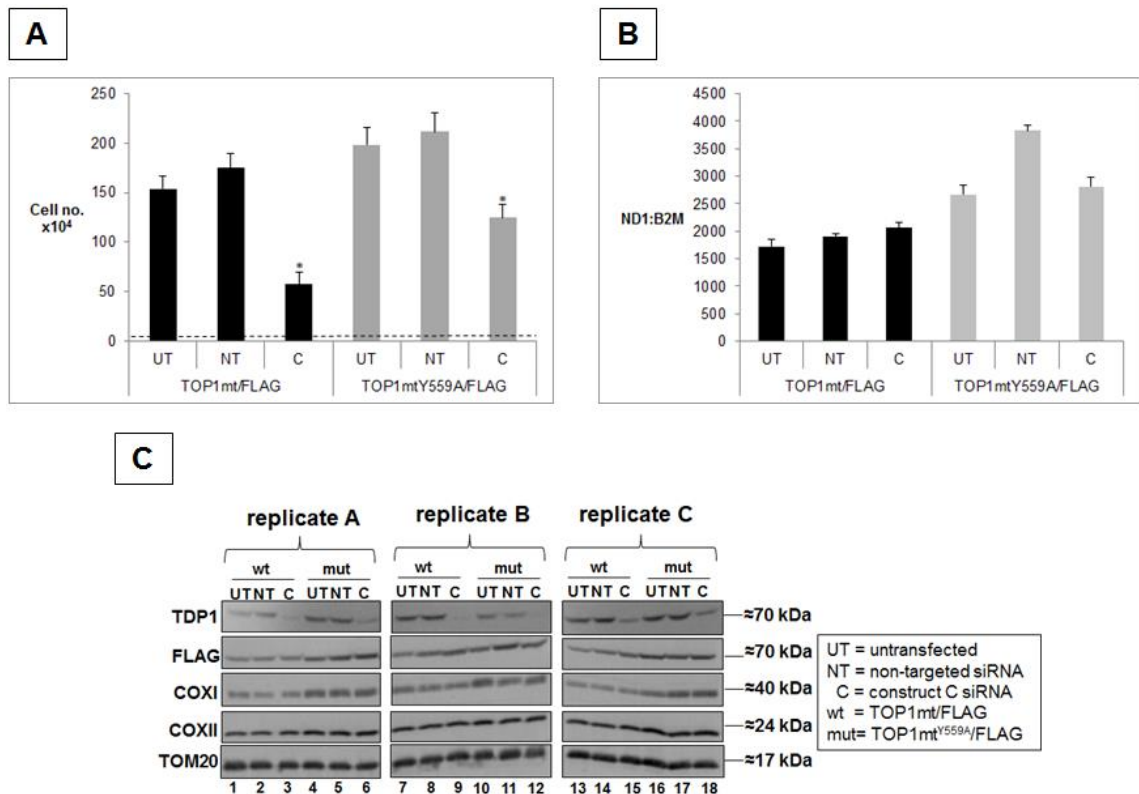 A
250
200
150
100
50
0
Cell no.
x10⁴
*
*
UT NT C UT NT C
TOP1mt/FLAG TOP1mtY559A/FLAG
B
4500
4000
3500
3000
2500
2000
1500
1000
500
0
ND1:B2M
UT NT C UT NT C
TOP1mt/FLAG TOP1mtY559A/FLAG
C
replicate A replicate B replicate C
wt mut wt mut wt mut
UT NT C UT NT C UT NT C UT NT C UT NT C UT NT C
TDP1 ≈70 kDa
FLAG ≈70 kDa
COXI ≈40 kDa
COXII ≈24 kDa
TOM20 ≈17 kDa
1 2 3 4 5 6 7 8 9 10 11 12 13 14 15 16 17 18
UT = untransfected
NT = non-targeted siRNA
C = construct C siRNA
wt = TOP1mt/FLAG
mut= TOP1mtʸ⁵⁵⁹ᴬ/FLAG